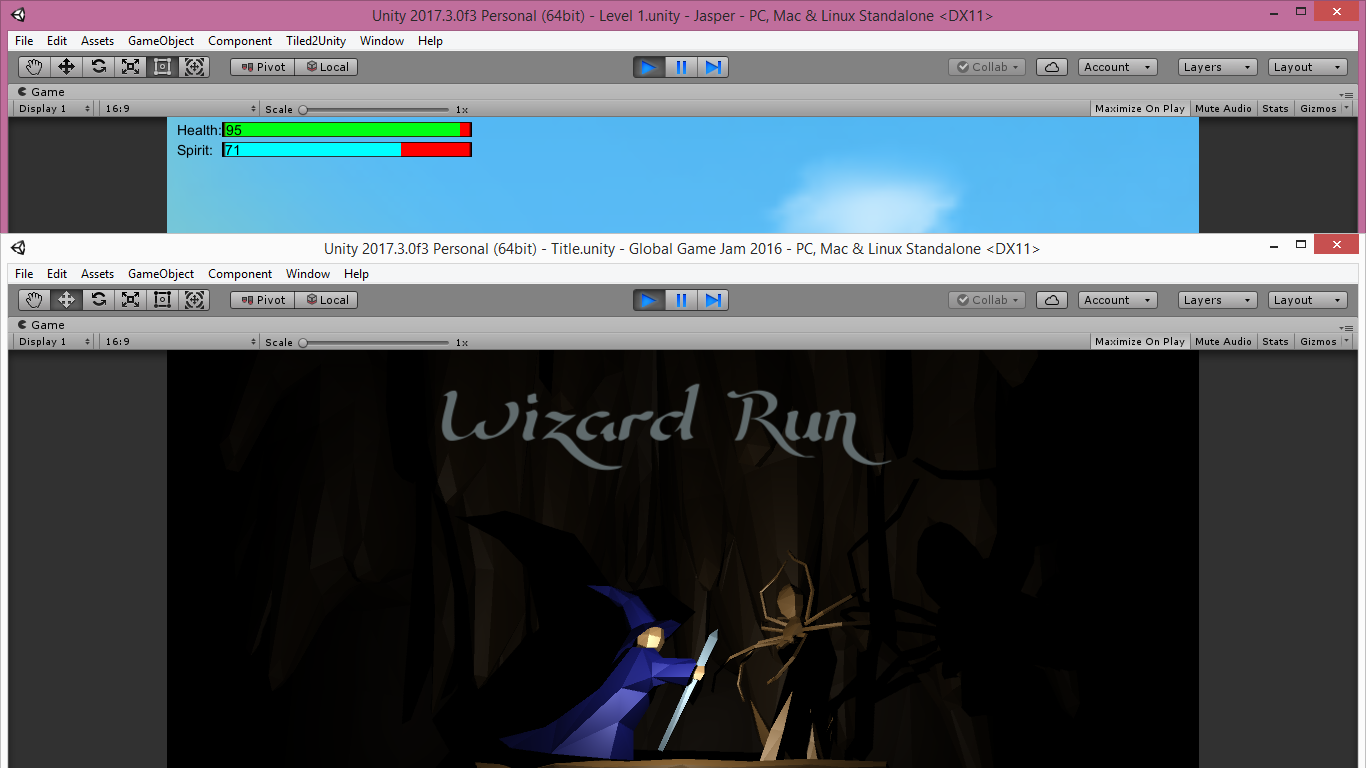 Unity 2017.3.0f3 Personal (64bit) - Level 1.unity - Jasper - PC, Mac & Linux Standalone <DX11>
File Edit Assets GameObject Component Tiled2Unity Window Help
Pivot Local Collab Account Layers Layout
Game
Display 1 16:9 Scale 1x Maximize On Play Mute Audio Stats Gizmos
Health: 95
Spirit: 71
Unity 2017.3.0f3 Personal (64bit) - Title.unity - Global Game Jam 2016 - PC, Mac & Linux Standalone <DX11>
File Edit Assets GameObject Component Window Help
Pivot Local Collab Account Layers Layout
Game
Display 1 16:9 Scale 1x Maximize On Play Mute Audio Stats Gizmos
Wizard Run